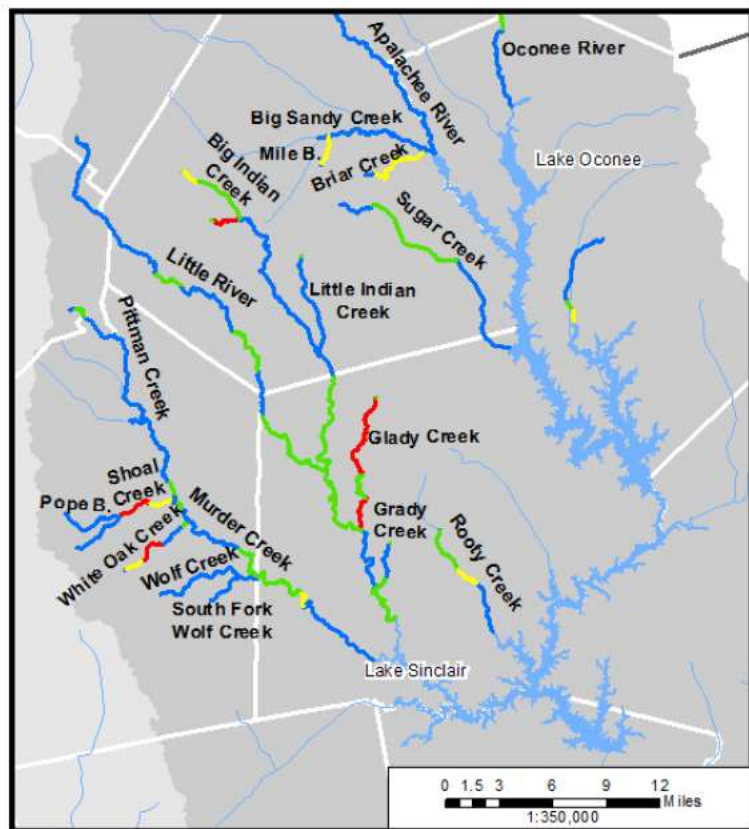 Apalachee River
Oconee River
Big Sandy Creek
Mile B.
Briar Creek
Lake Oconee
Big Indian
Creek
Sugar Creek
Little River
Little Indian
Creek
Pittman Creek
Glady Creek
Shoal
Creek
Pope B.
Murder Creek
Grady
Creek
Rooty Creek
White Oak Creek
Wolf Creek
South Fork
Wolf Creek
Lake Sinclair
0 1.5 3 6 9 12
Miles
1:350,000